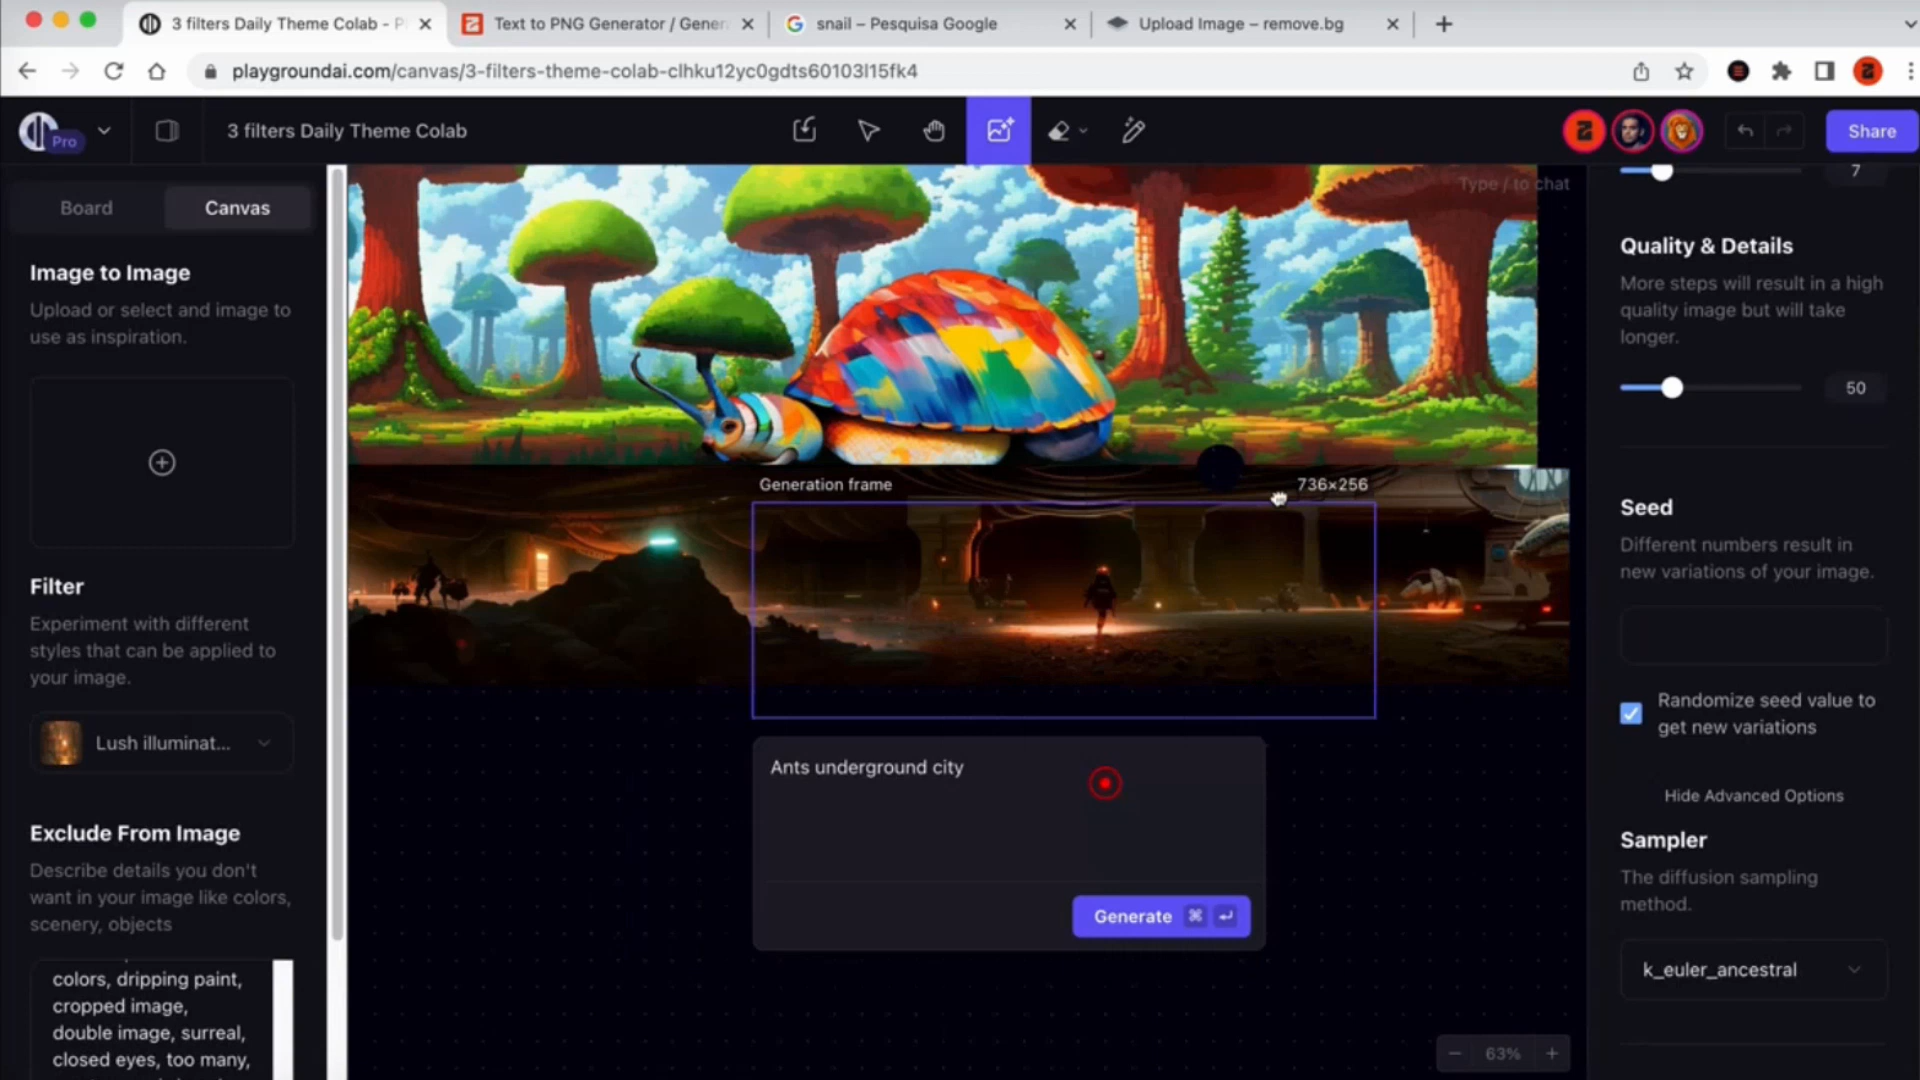 3 filters Daily Theme Colab - P
Text to PNG Generator / Gener
snail – Pesquisa Google
Upload Image – remove.bg
playgroundai.com/canvas/3-filters-theme-colab-clhku12yc0gdts60103l15fk4
Pro
3 filters Daily Theme Colab
Share
Board
Canvas
Type / to chat
7
Image to Image
Upload or select and image to
use as inspiration.
Quality & Details
More steps will result in a high
quality image but will take
longer.
50
Generation frame
736×256
Filter
Experiment with different
styles that can be applied to
your image.
Lush illuminat...
Seed
Different numbers result in
new variations of your image.
Randomize seed value to
get new variations
Ants underground city
Generate
Hide Advanced Options
Exclude From Image
Describe details you don't
want in your image like colors,
scenery, objects
Sampler
The diffusion sampling
method.
k_euler_ancestral
colors, dripping paint,
cropped image,
double image, surreal,
closed eyes, too many,
63%